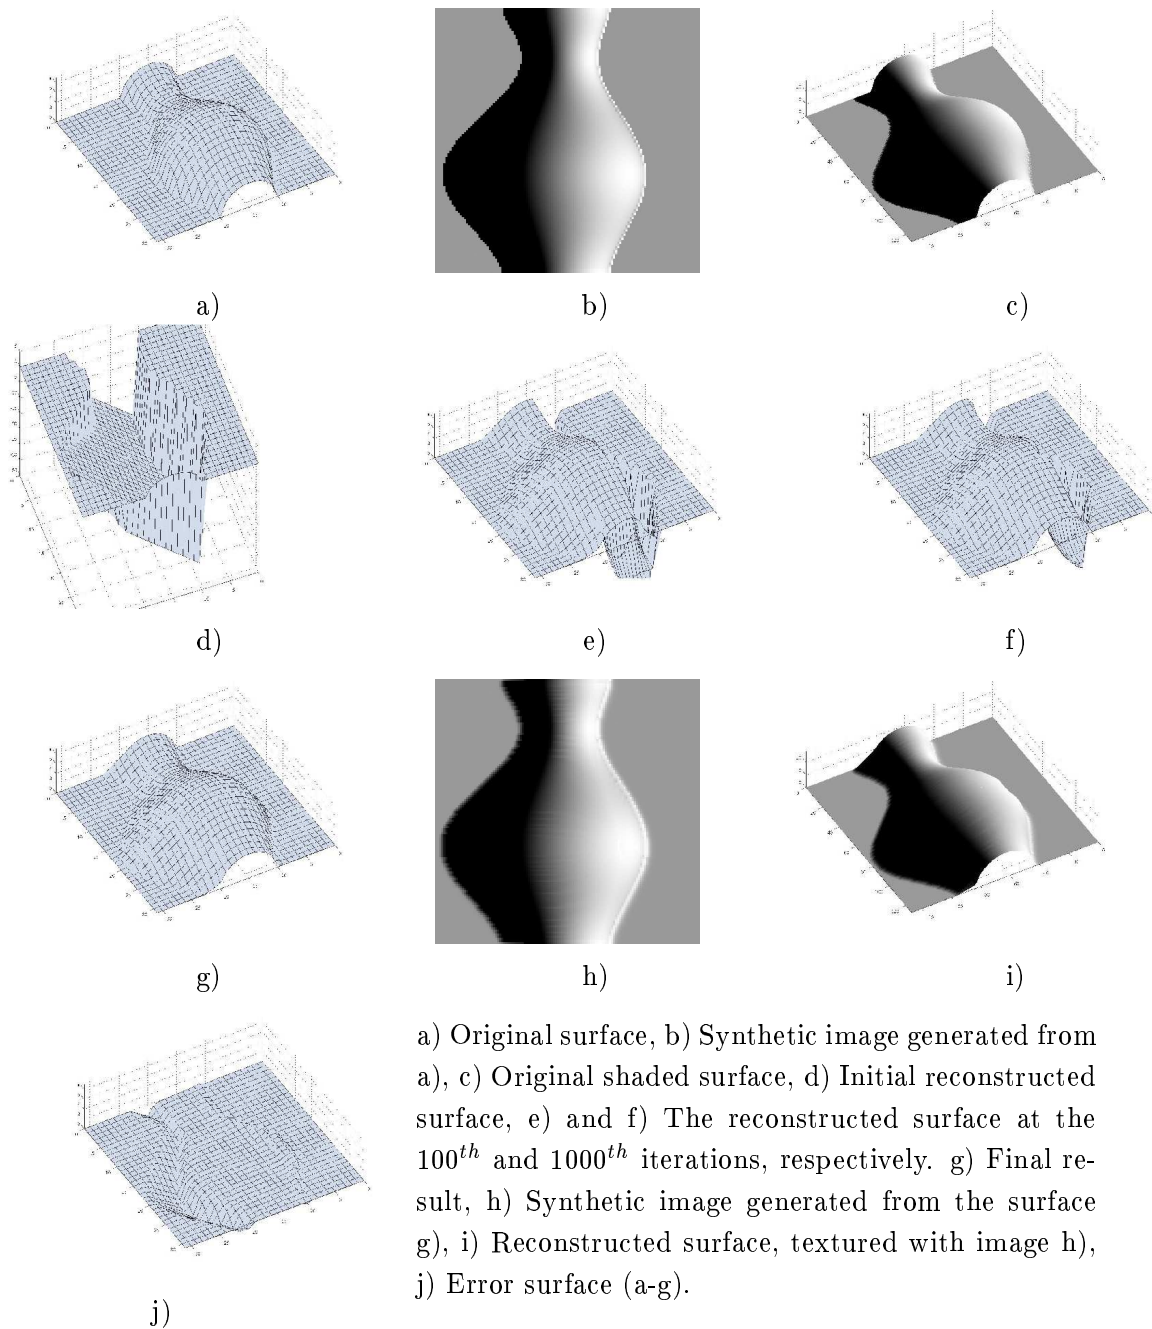 a)
b)
c)
d)
e)
f)
g)
h)
i)
a) Original surface, b) Synthetic image generated from
a), c) Original shaded surface, d) Initial reconstructed
surface, e) and f) The reconstructed surface at the
100th and 1000th iterations, respectively. g) Final re-
sult, h) Synthetic image generated from the surface
g), i) Reconstructed surface, textured with image h),
j) Error surface (a-g).
j)